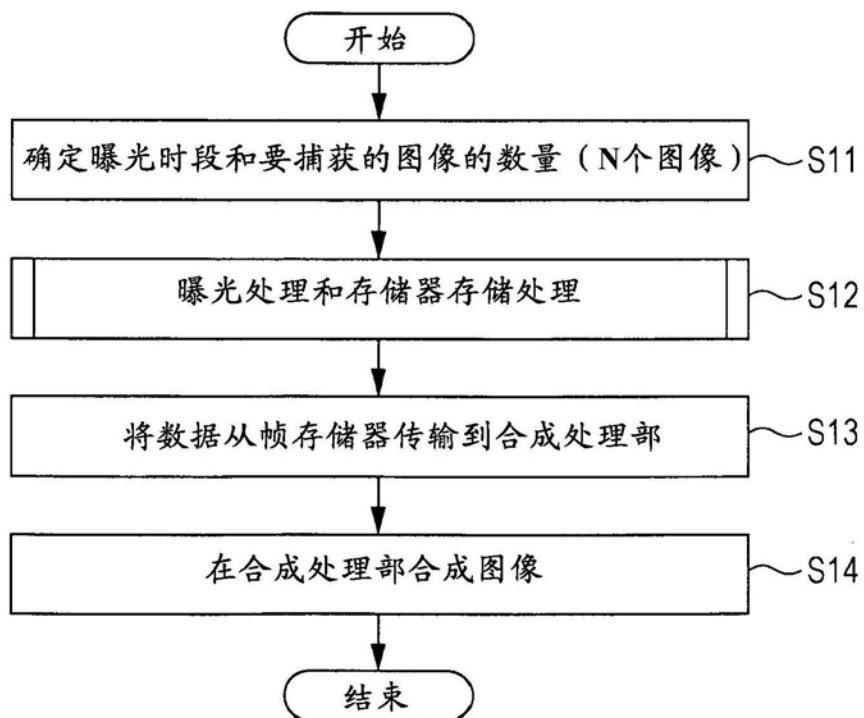 开始
确定曝光时段和要捕获的图像的数量（N个图像）
S11
曝光处理和存储器存储处理
S12
将数据从帧存储器传输到合成处理部
S13
在合成处理部合成图像
S14
结束